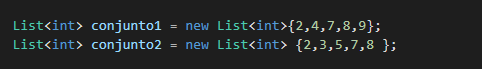 List<int> conjunto1 = new List<int>{2,4,7,8,9};
List<int> conjunto2 = new List<int> {2,3,5,7,8 };